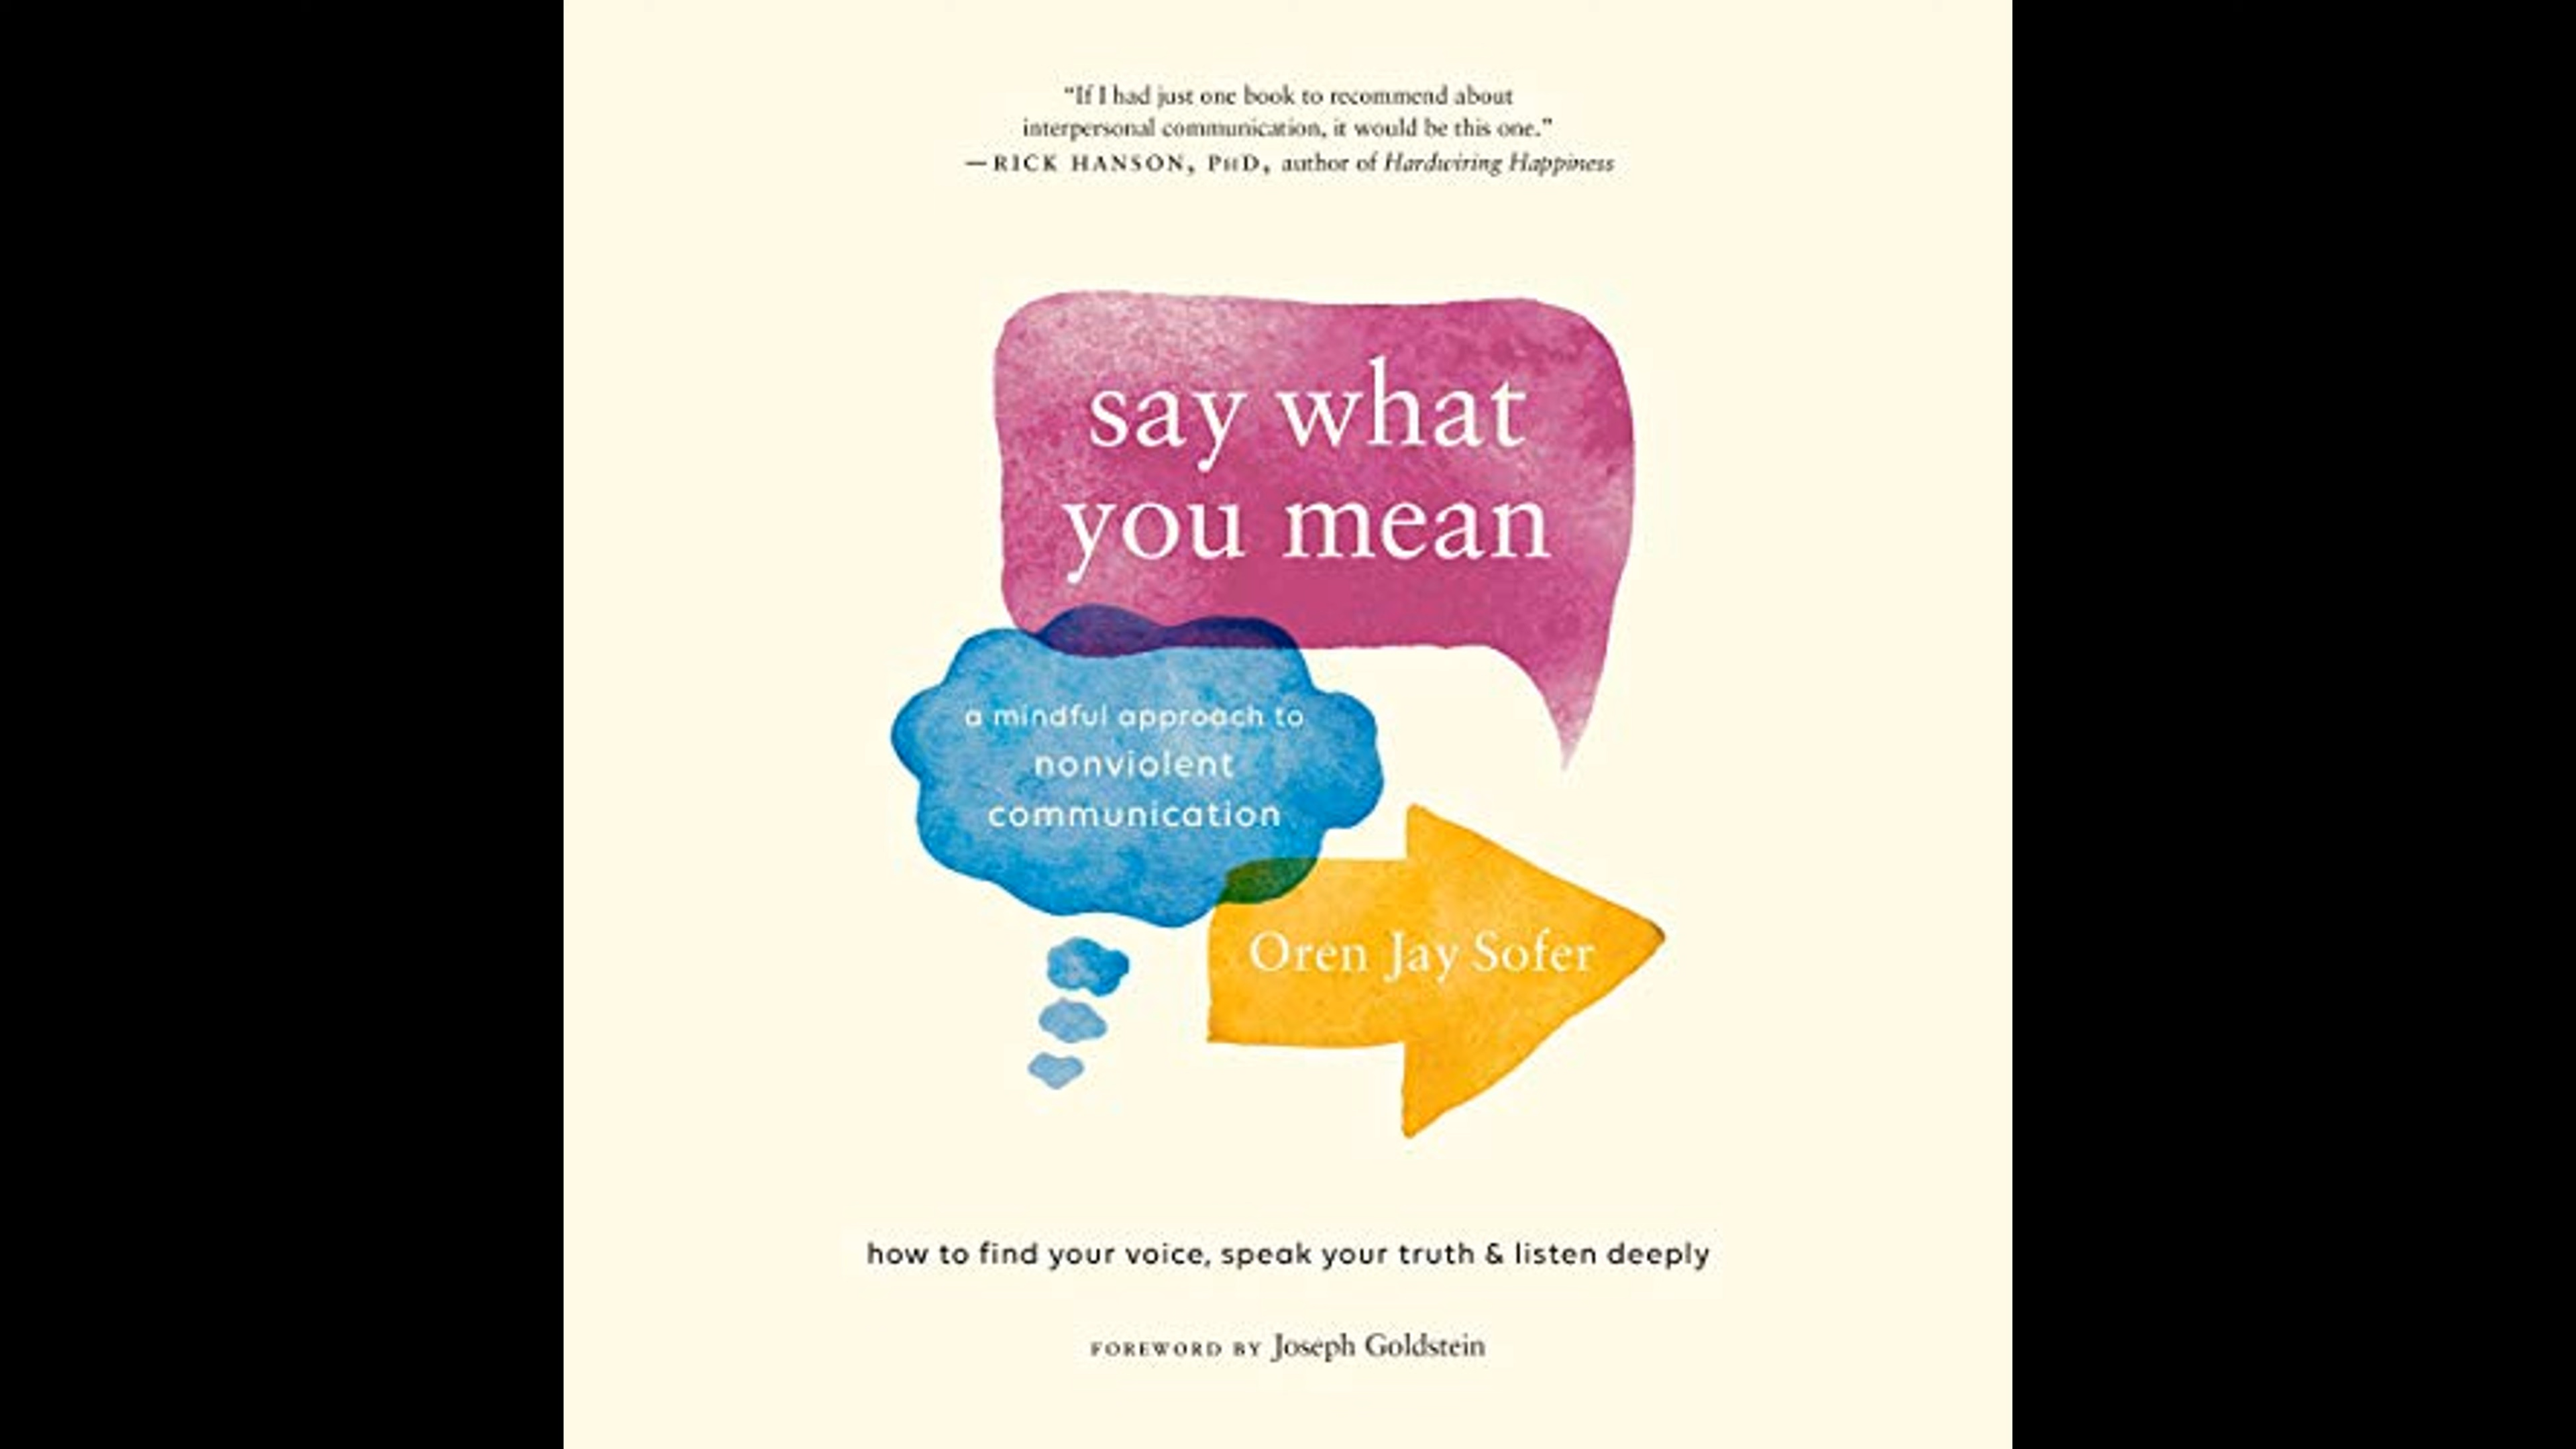 “If I had just one book to recommend about
interpersonal communication, it would be this one.”
—RICK HANSON, PHD, author of Hardwiring Happiness
say what
you mean
a mindful approach to
nonviolent
communication
Oren Jay Sofer
how to find your voice, speak your truth & listen deeply
FOREWORD BY Joseph Goldstein